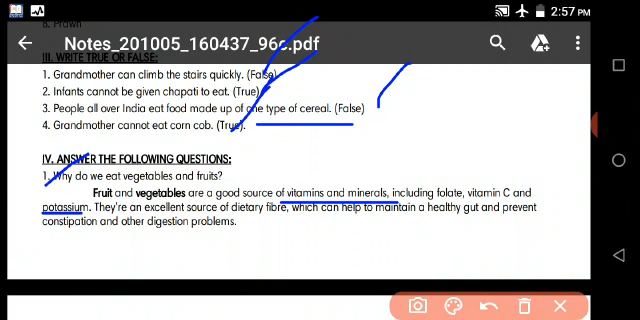 2:57 PM
8. Prawn
Notes_201005_160437_96c.pdf
III. WRITE TRUE OR FALSE:
1. Grandmother can climb the stairs quickly. (False)
2. Infants cannot be given chapati to eat. (True)
3. People all over India eat food made up of one type of cereal. (False)
4. Grandmother cannot eat corn cob. (True).
IV. ANSWER THE FOLLOWING QUESTIONS:
1. Why do we eat vegetables and fruits?
Fruit and vegetables are a good source of vitamins and minerals, including folate, vitamin C and
potassium. They're an excellent source of dietary fibre, which can help to maintain a healthy gut and prevent
constipation and other digestion problems.